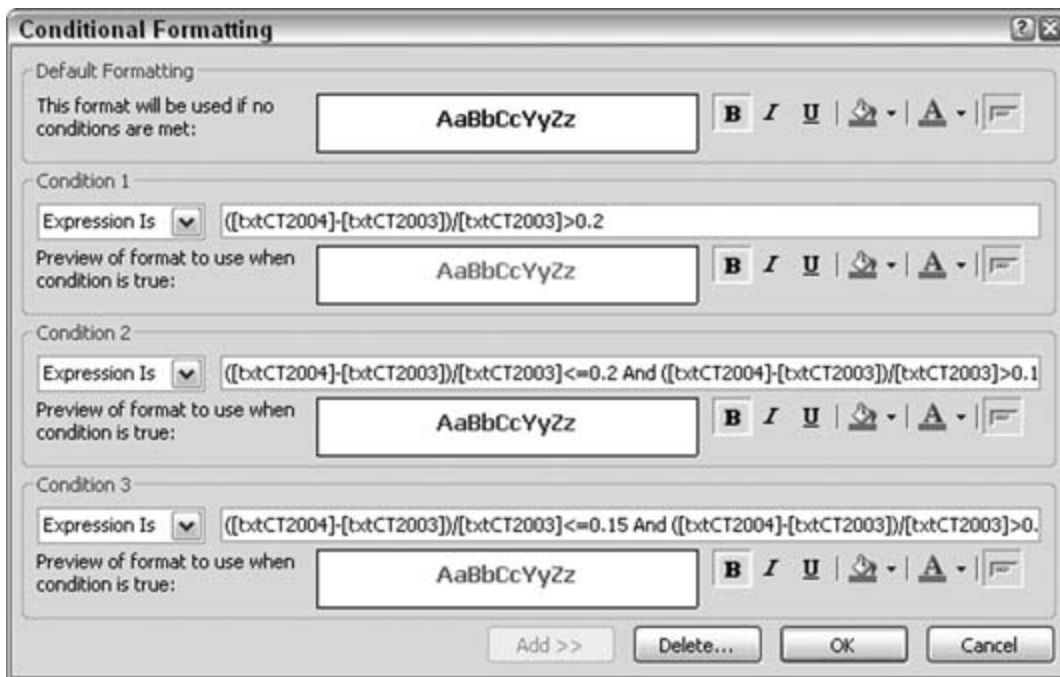 Conditional Formatting
Default Formatting
This format will be used if no
conditions are met:
AaBbCcYyZz
B I U A
Condition 1
Expression Is
([txtCT2004]-[txtCT2003])/[txtCT2003]>0.2
Preview of format to use when
condition is true:
AaBbCcYyZz
B I U A
Condition 2
Expression Is
([txtCT2004]-[txtCT2003])/[txtCT2003]<=0.2 And ([txtCT2004]-[txtCT2003])/[txtCT2003]>0.1
Preview of format to use when
condition is true:
AaBbCcYyZz
B I U A
Condition 3
Expression Is
([txtCT2004]-[txtCT2003])/[txtCT2003]<=0.15 And ([txtCT2004]-[txtCT2003])/[txtCT2003]>0.
Preview of format to use when
condition is true:
AaBbCcYyZz
B I U A
Add >>
Delete...
OK
Cancel